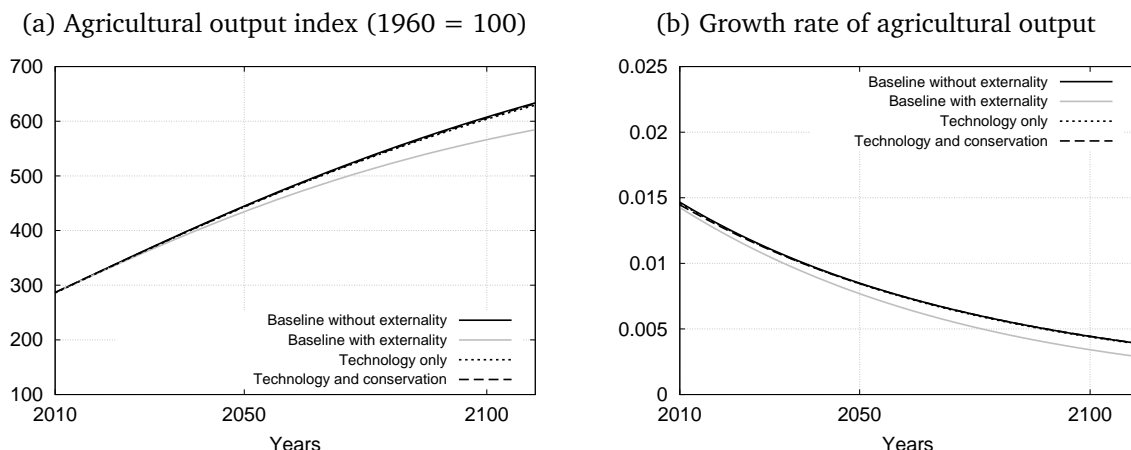 (a) Agricultural output index (1960 = 100)
700
600
500
400
300
200
100
Baseline without externality
Baseline with externality
Technology only
Technology and conservation
2010
2050
2100
Years
(b) Growth rate of agricultural output
0.025
0.02
0.015
0.01
0.005
0
Baseline without externality
Baseline with externality
Technology only
Technology and conservation
2010
2050
2100
Years